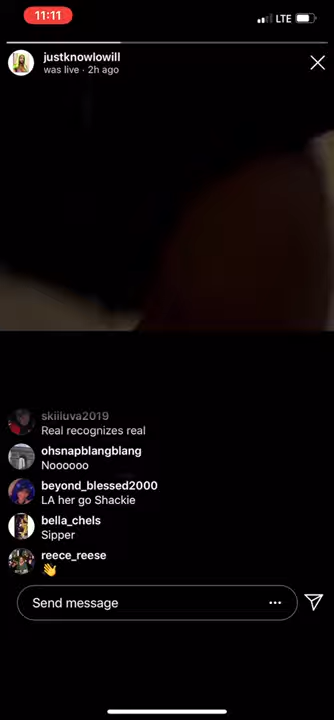 11:11
LTE
justknowlowill
was live · 2h ago
skiiluva2019
Real recognizes real
ohsnapblangblang
Noooooo
beyond_blessed2000
LA her go Shackie
bella_chels
Sipper
reece_reese
👋
Send message